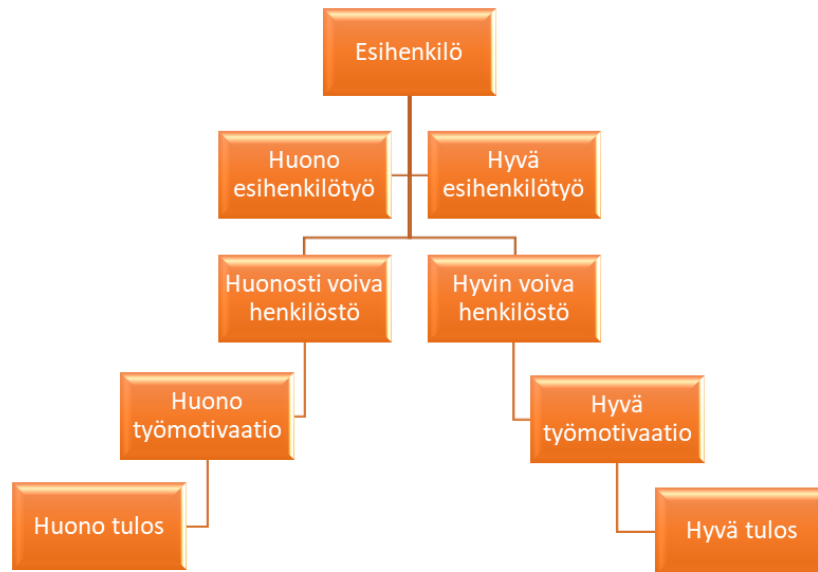 Esihenkilö
Huono
esihenkilötyö
Hyvä
esihenkilötyö
Huonosti voiva
henkilöstö
Hyvin voiva
henkilöstö
Huono
työmotivaatio
Hyvä
työmotivaatio
Huono tulos
Hyvä tulos